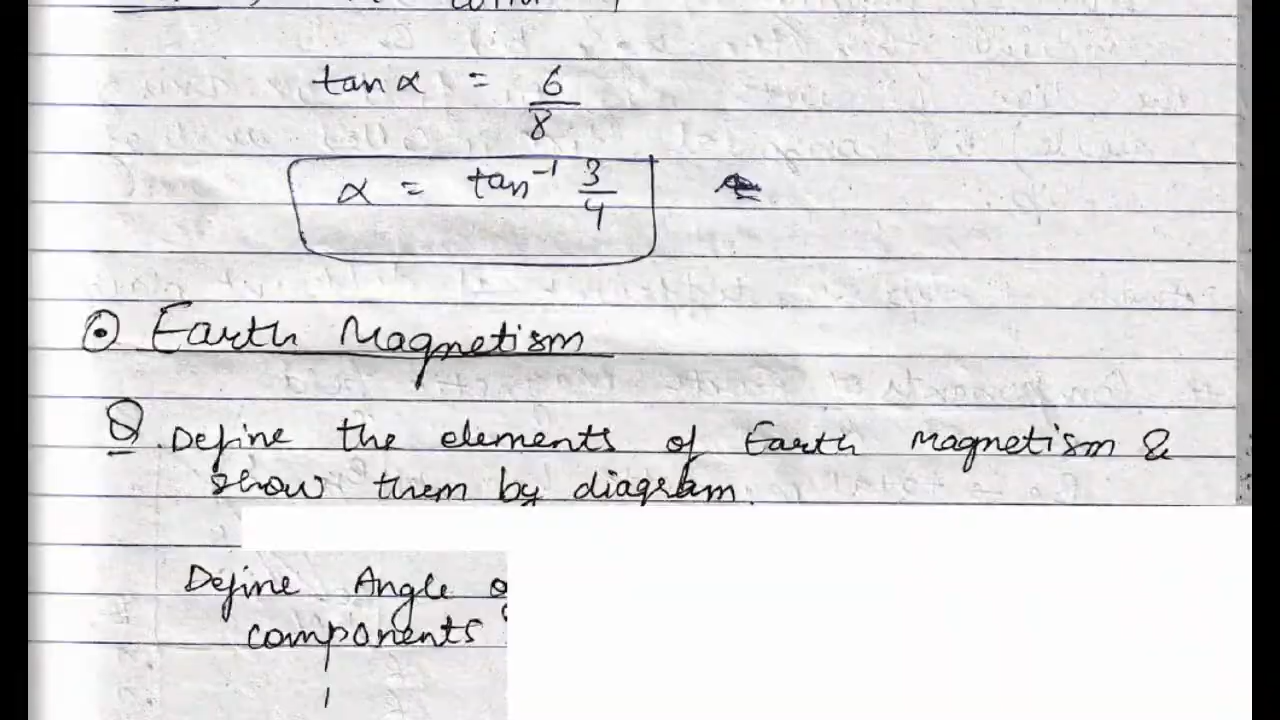 tan α = 6/8
α = tan⁻¹ 3/4
⊙ Earth Magnetism
Q. Define the elements of Earth Magnetism &
show them by diagram.
Define Angle
components